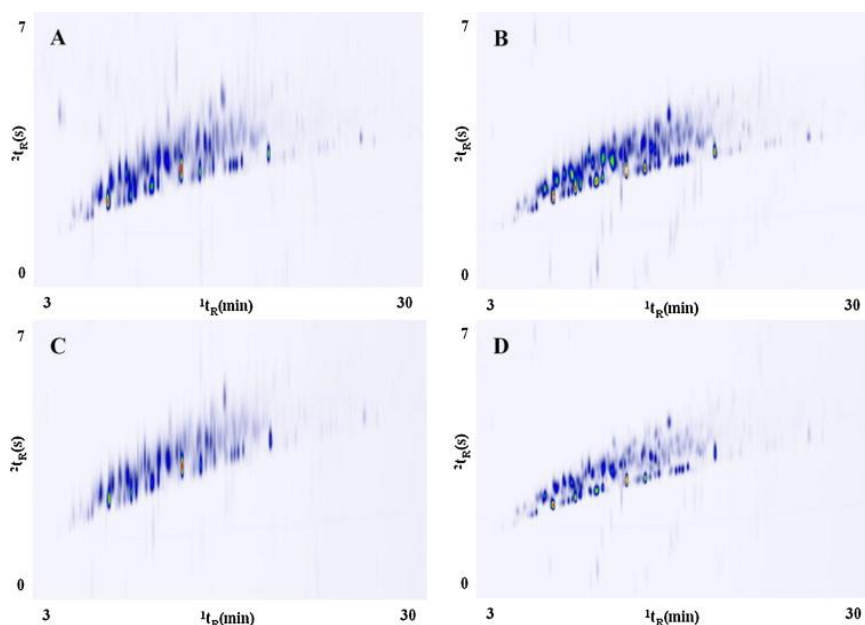 7
A
²tR(s)
0
3
¹tR(min)
30
7
B
²tR(s)
0
3
¹tR(min)
30
7
C
²tR(s)
0
3
¹tR(min)
30
7
D
²tR(s)
0
3
¹tR(min)
30